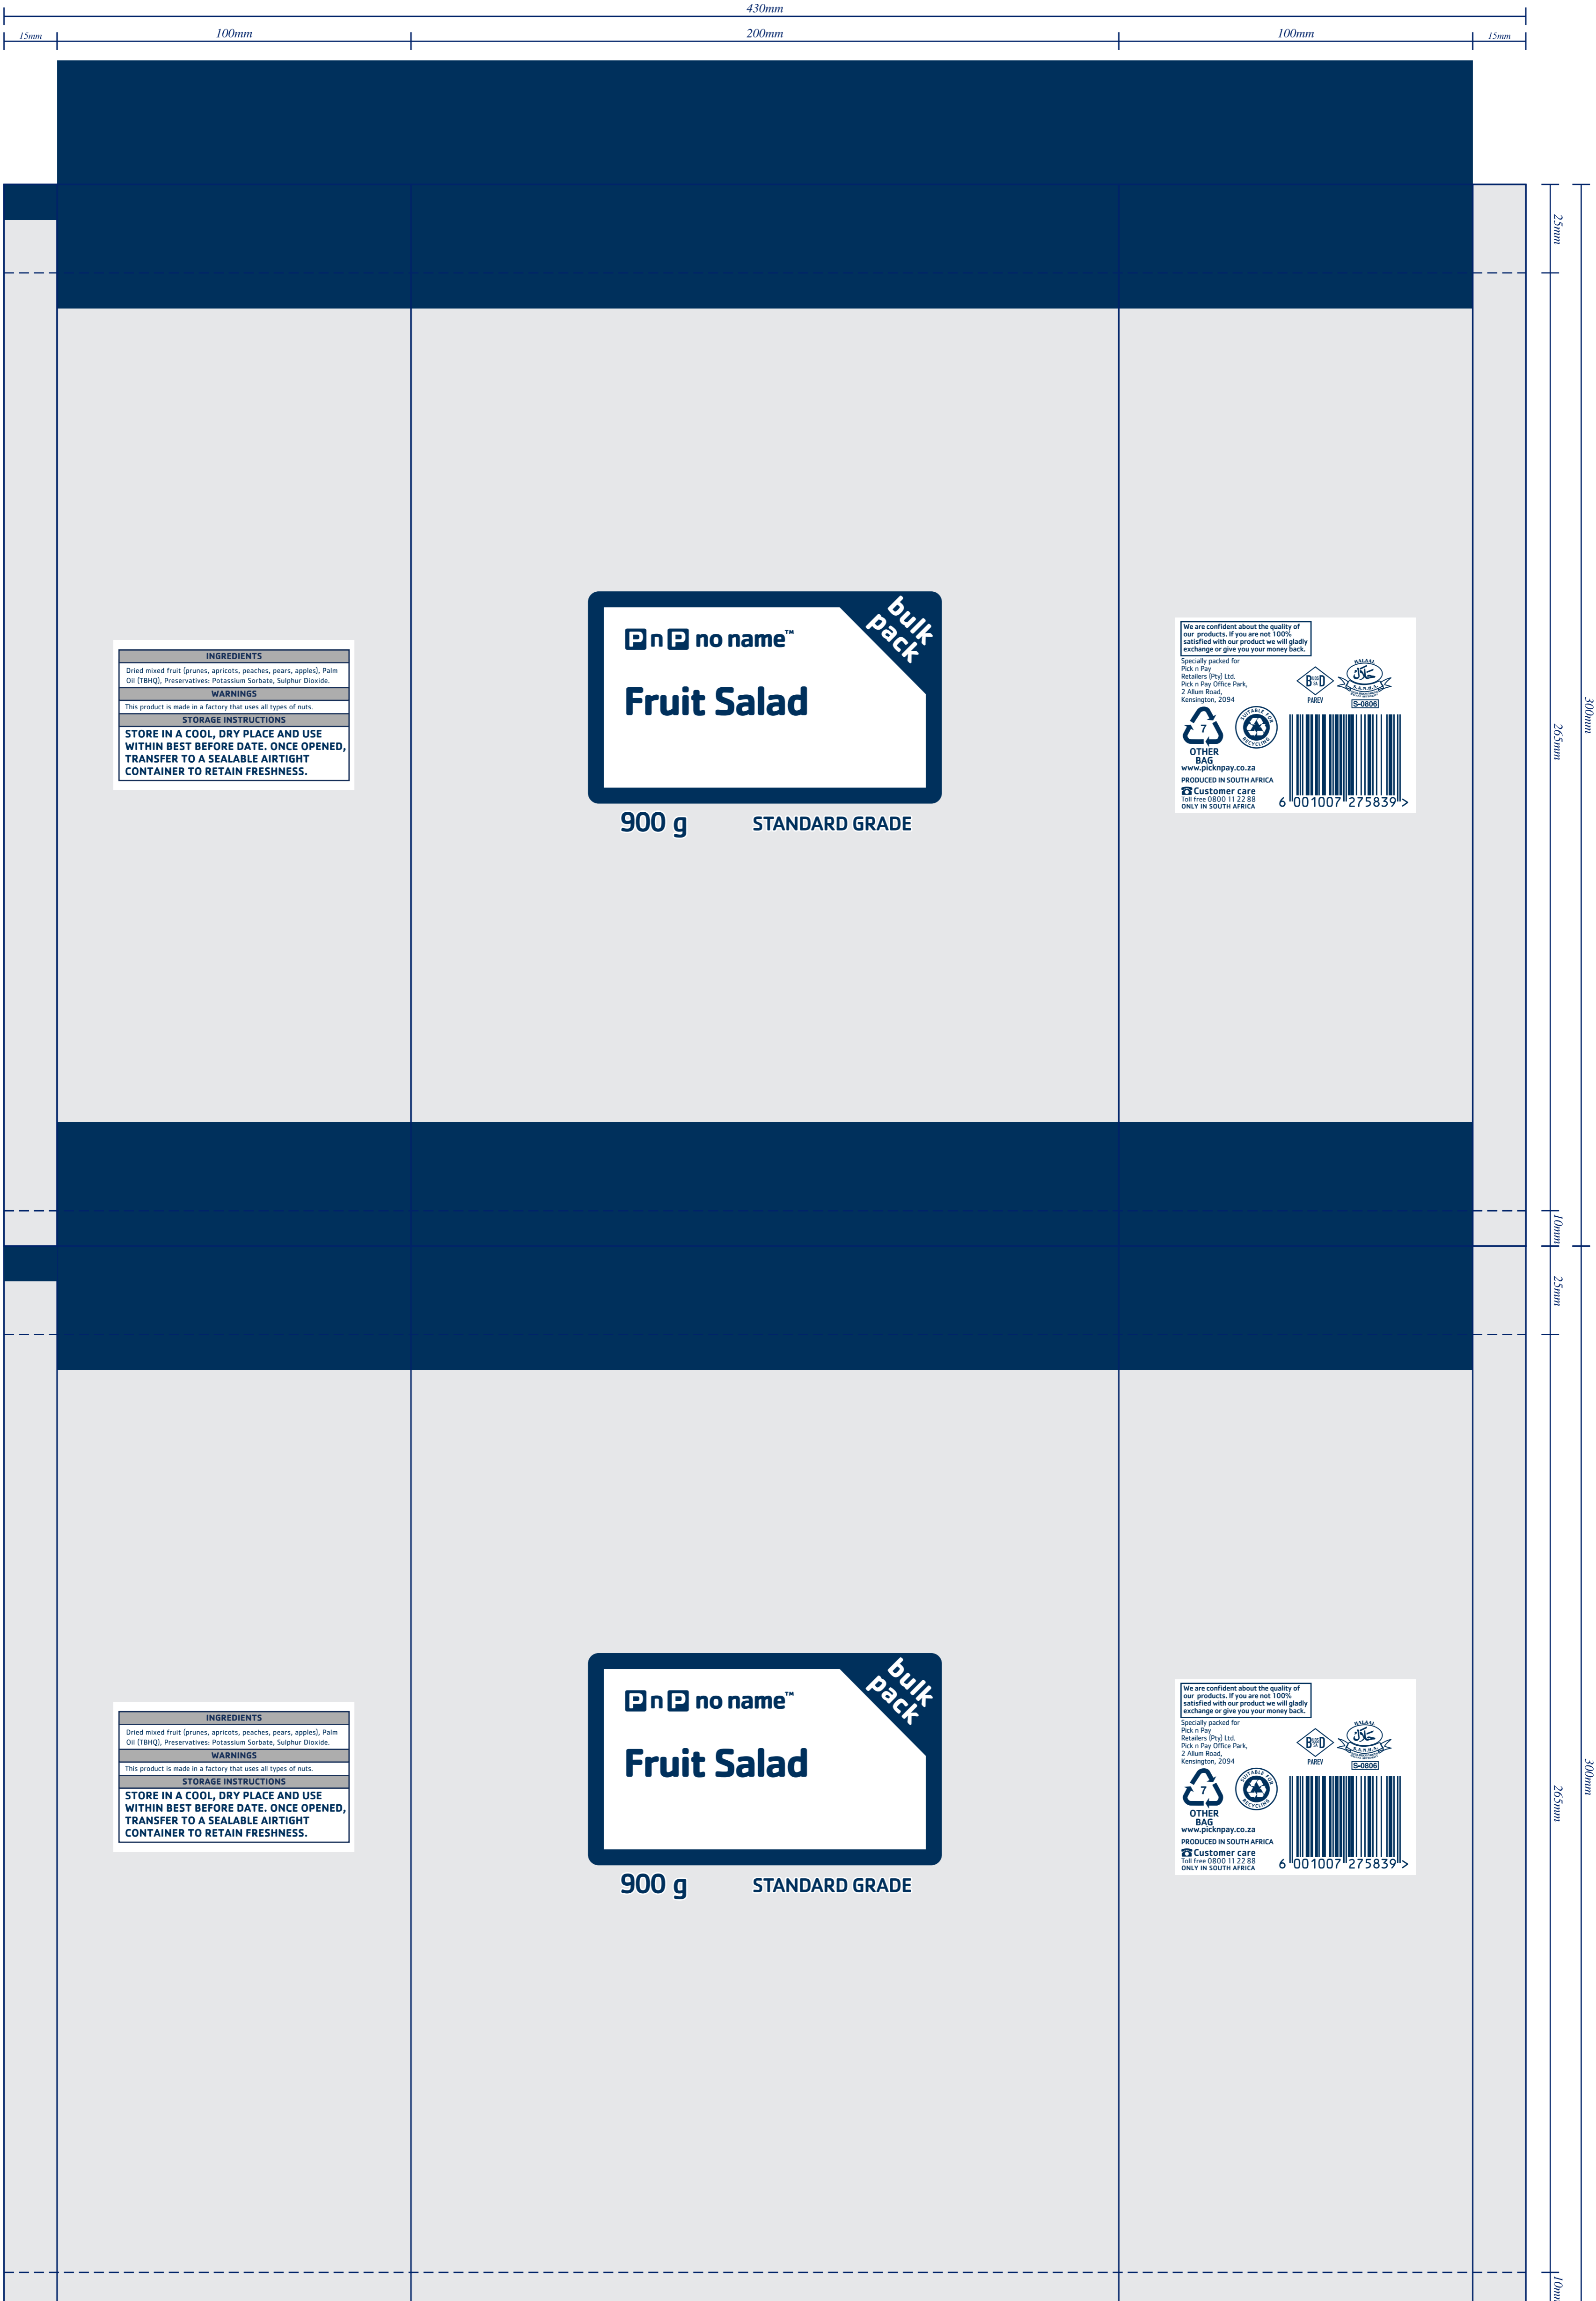 430mm
15mm 100mm 200mm 100mm 15mm
25mm
265mm
300mm
10mm
INGREDIENTS
Dried mixed fruit (prunes, apricots, peaches, pears, apples), Palm
Oil (TBHQ), Preservatives: Potassium Sorbate, Sulphur Dioxide.
WARNINGS
This product is made in a factory that uses all types of nuts.
STORAGE INSTRUCTIONS
STORE IN A COOL, DRY PLACE AND USE
WITHIN BEST BEFORE DATE. ONCE OPENED,
TRANSFER TO A SEALABLE AIRTIGHT
CONTAINER TO RETAIN FRESHNESS.
P n P no name™
bulk
pack
Fruit Salad
900 g STANDARD GRADE
We are confident about the quality of
our products. If you are not 100%
satisfied with our product we will gladly
exchange or give you your money back.
Specially packed for
Pick n Pay
Retailers (Pty) Ltd.
Pick n Pay Office Park,
2 Allum Road,
Kensington, 2094
B D
PAREV
HALAAL
حلال
S.A.N.H.A.
S-0806
7
OTHER
BAG
SUITABLE FOR
RECYCLING
www.picknpay.co.za
PRODUCED IN SOUTH AFRICA
Customer care
Toll free 0800 11 22 88
ONLY IN SOUTH AFRICA
6 001007 275839 >
25mm
265mm
300mm
10mm
INGREDIENTS
Dried mixed fruit (prunes, apricots, peaches, pears, apples), Palm
Oil (TBHQ), Preservatives: Potassium Sorbate, Sulphur Dioxide.
WARNINGS
This product is made in a factory that uses all types of nuts.
STORAGE INSTRUCTIONS
STORE IN A COOL, DRY PLACE AND USE
WITHIN BEST BEFORE DATE. ONCE OPENED,
TRANSFER TO A SEALABLE AIRTIGHT
CONTAINER TO RETAIN FRESHNESS.
P n P no name™
bulk
pack
Fruit Salad
900 g STANDARD GRADE
We are confident about the quality of
our products. If you are not 100%
satisfied with our product we will gladly
exchange or give you your money back.
Specially packed for
Pick n Pay
Retailers (Pty) Ltd.
Pick n Pay Office Park,
2 Allum Road,
Kensington, 2094
B D
PAREV
HALAAL
حلال
S.A.N.H.A.
S-0806
7
OTHER
BAG
SUITABLE FOR
RECYCLING
www.picknpay.co.za
PRODUCED IN SOUTH AFRICA
Customer care
Toll free 0800 11 22 88
ONLY IN SOUTH AFRICA
6 001007 275839 >